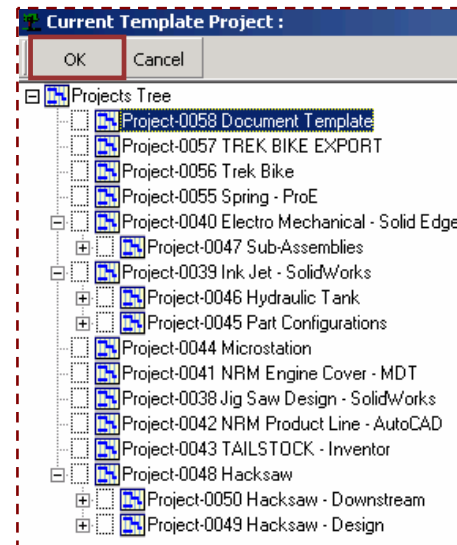 Current Template Project :
OK Cancel
Projects Tree
Project-0058 Document Template
Project-0057 TREK BIKE EXPORT
Project-0056 Trek Bike
Project-0055 Spring - ProE
Project-0040 Electro Mechanical - Solid Edge
Project-0047 Sub-Assemblies
Project-0039 Ink Jet - SolidWorks
Project-0046 Hydraulic Tank
Project-0045 Part Configurations
Project-0044 Microstation
Project-0041 NRM Engine Cover - MDT
Project-0038 Jig Saw Design - SolidWorks
Project-0042 NRM Product Line - AutoCAD
Project-0043 TAILSTOCK - Inventor
Project-0048 Hacksaw
Project-0050 Hacksaw - Downstream
Project-0049 Hacksaw - Design